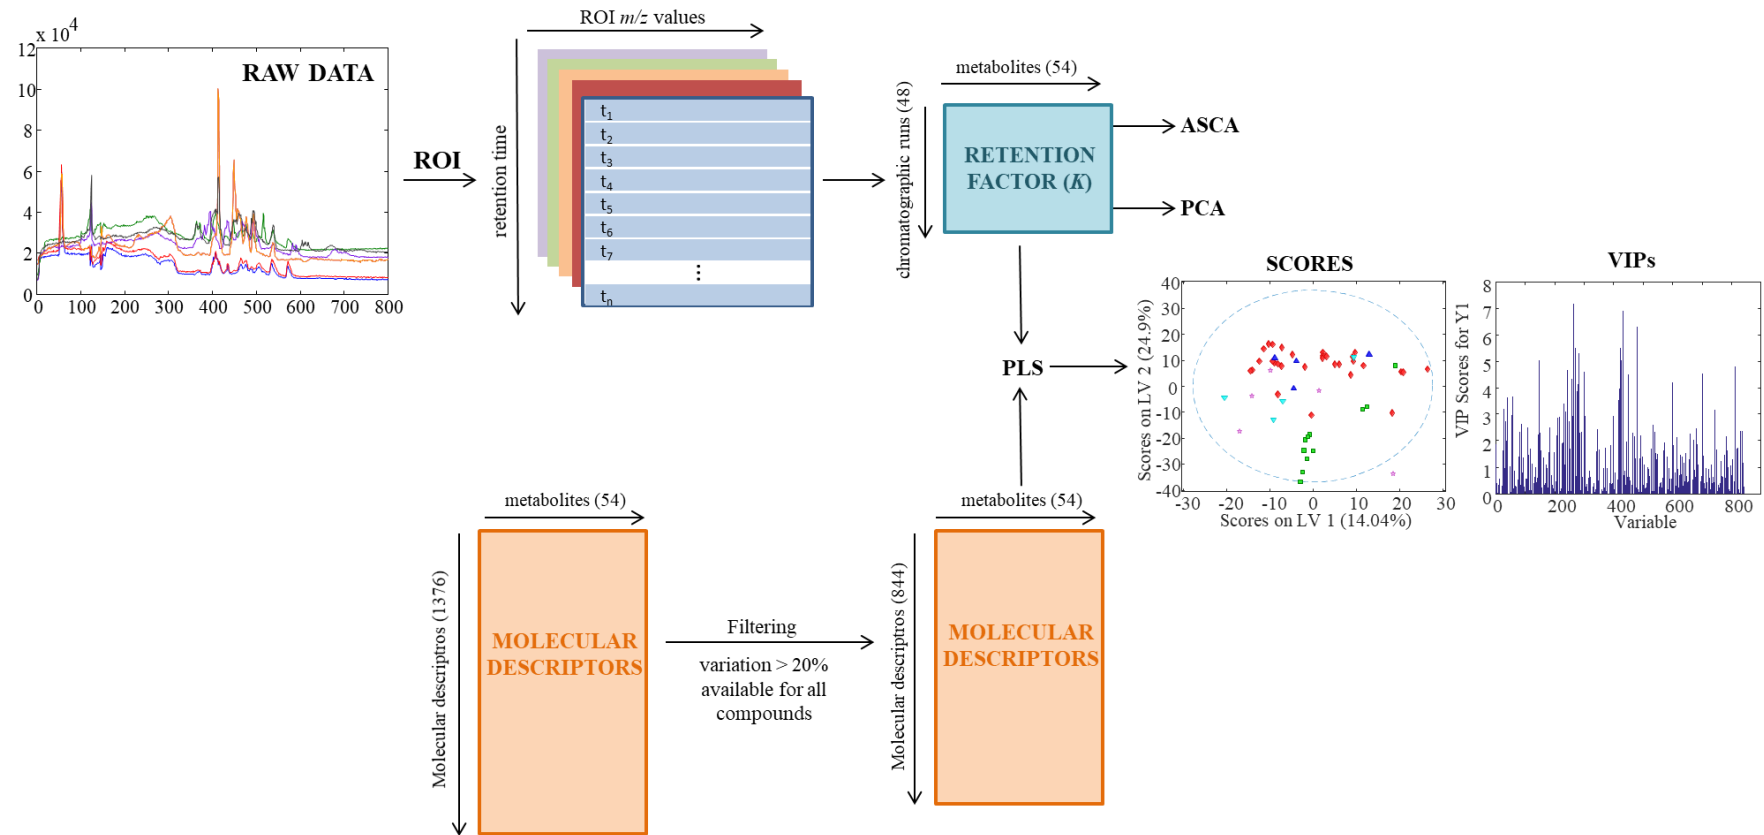 x 10⁴
12
10
8
6
4
2
0
0 100 200 300 400 500 600 700 800
RAW DATA
ROI
ROI m/z values
retention time
t₁
t₂
t₃
t₄
t₅
t₆
t₇
⋮
tₙ
metabolites (54)
chromatographic runs (48)
RETENTION
FACTOR (K)
ASCA
PCA
PLS
SCORES
40
30
20
10
0
-10
-20
-30
-40
-30 -20 -10 0 10 20 30
Scores on LV 2 (24.9%)
Scores on LV 1 (14.04%)
VIPs
8
7
6
5
4
3
2
1
0
200 400 600 800
VIP Scores for Y1
Variable
metabolites (54)
Molecular descriptros (1376)
MOLECULAR
DESCRIPTORS
Filtering
variation > 20%
available for all
compounds
metabolites (54)
Molecular descriptros (844)
MOLECULAR
DESCRIPTORS